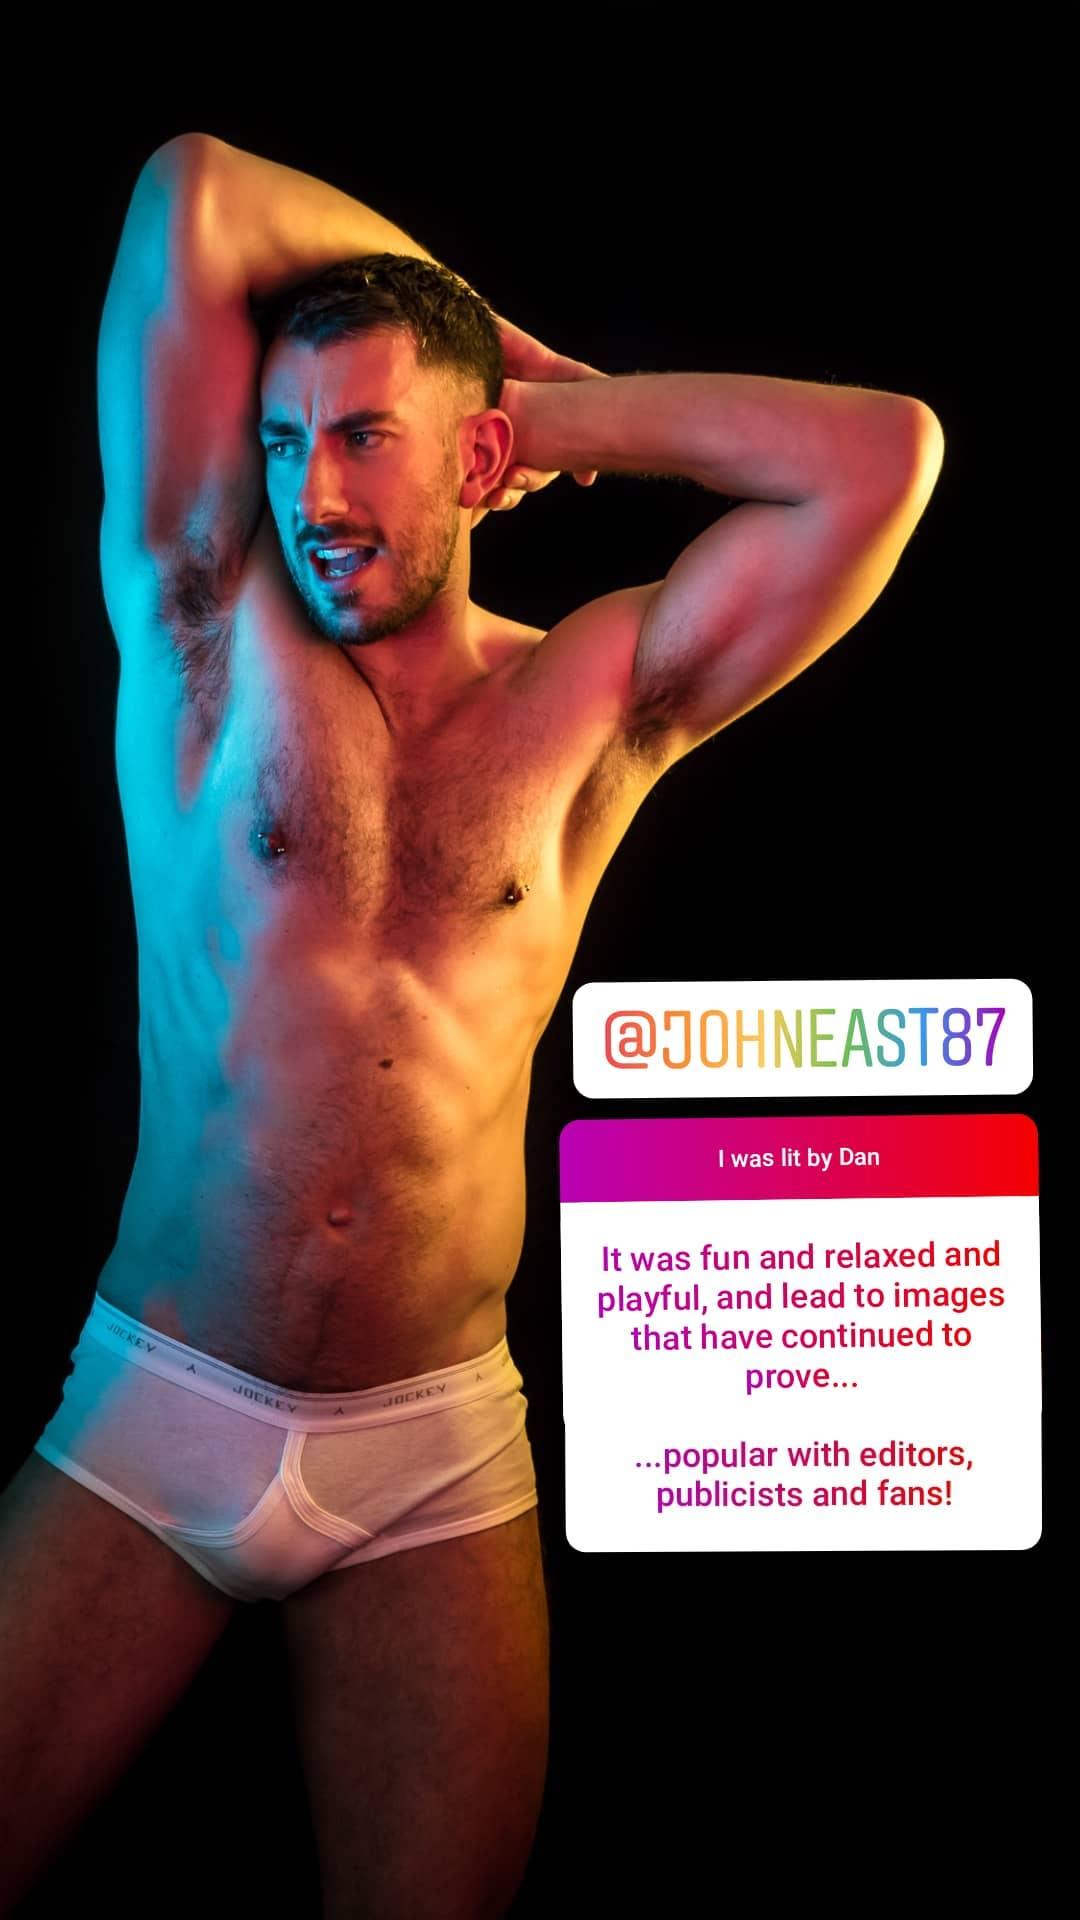 @JOHNEAST87
I was lit by Dan
It was fun and relaxed and
playful, and lead to images
that have continued to
prove...
...popular with editors,
publicists and fans!
JOCKEY JOCKEY JOCKEY